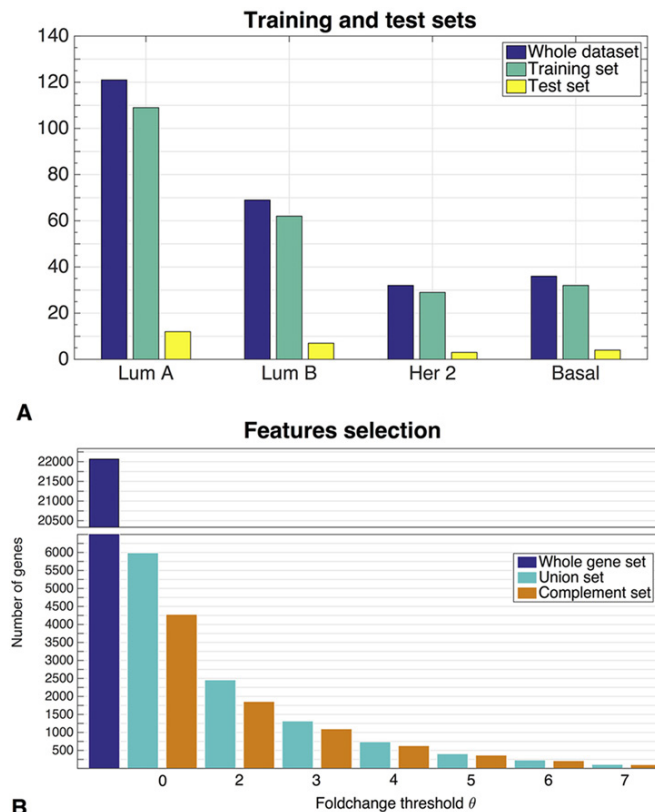 Training and test sets
140
120
100
80
60
40
20
0
Whole dataset
Training set
Test set
Lum A
Lum B
Her 2
Basal
A
Features selection
Number of genes
22000
21500
21000
20500
6000
5500
5000
4500
4000
3500
3000
2500
2000
1500
1000
500
Whole gene set
Union set
Complement set
0
2
3
4
5
6
7
Foldchange threshold θ
B